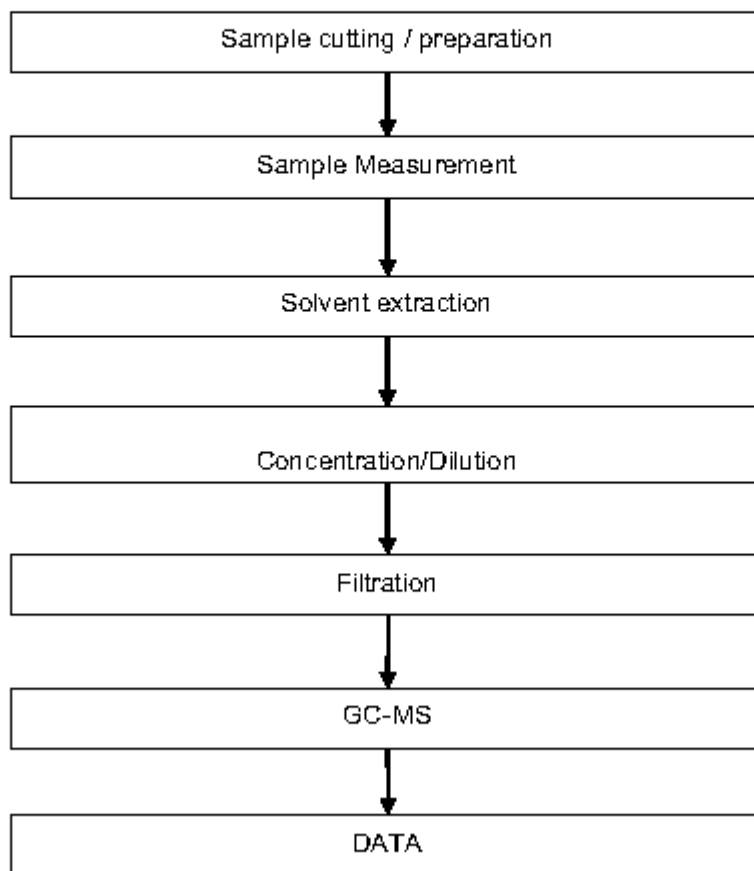 Sample cutting / preparation
Sample Measurement
Solvent extraction
Concentration/Dilution
Filtration
GC-MS
DATA